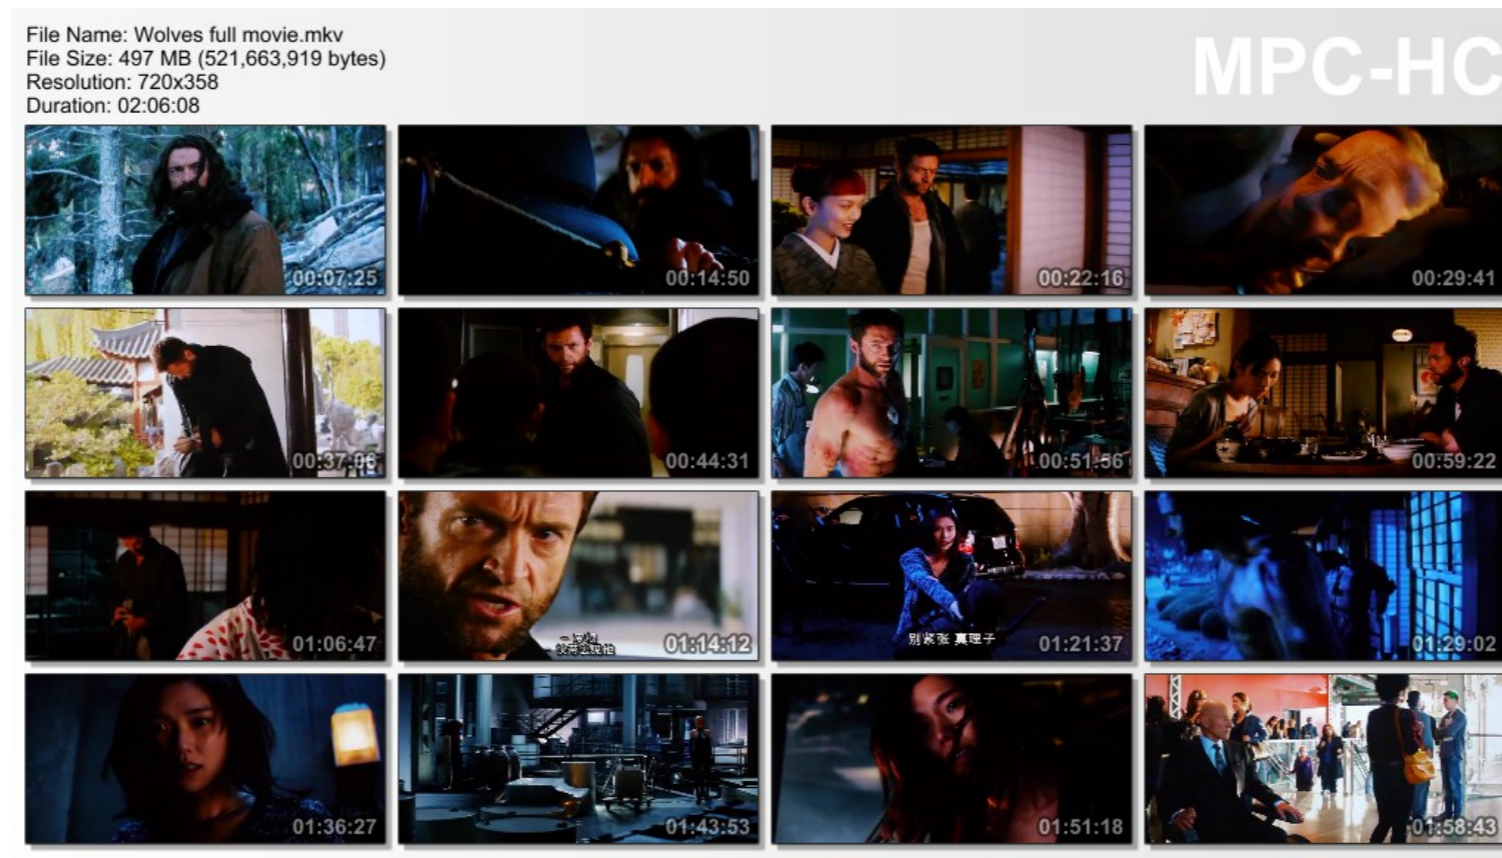 File Name: Wolves full movie.mkv
MPC-HC
File Size: 497 MB (521,663,919 bytes)
Resolution: 720x358
Duration: 02:06:08
00:07:25
00:14:50
00:22:16
00:29:41
00:37:06
00:44:31
00:51:56
00:59:22
01:06:47
01:14:12
别紧张 真理子
01:21:37
01:29:02
01:36:27
01:43:53
01:51:18
01:58:43